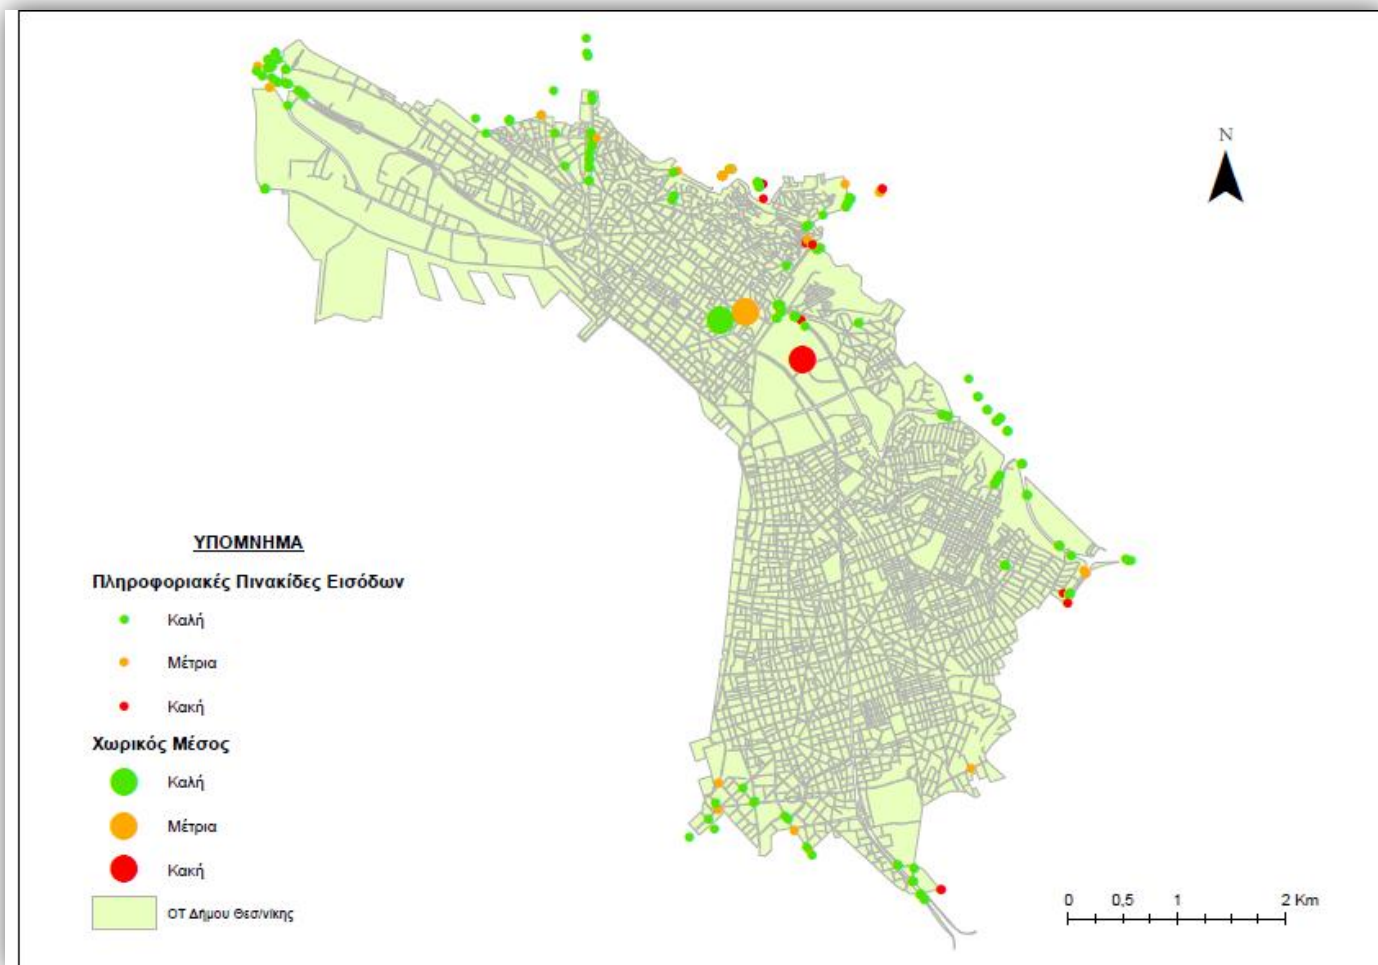 N
ΥΠΟΜΝΗΜΑ
Πληροφοριακές Πινακίδες Εισόδων
Καλή
Μέτρια
Κακή
Χωρικός Μέσος
Καλή
Μέτρια
Κακή
ΟΤ Δήμου Θεσ/νίκης
0 0,5 1 2 Km